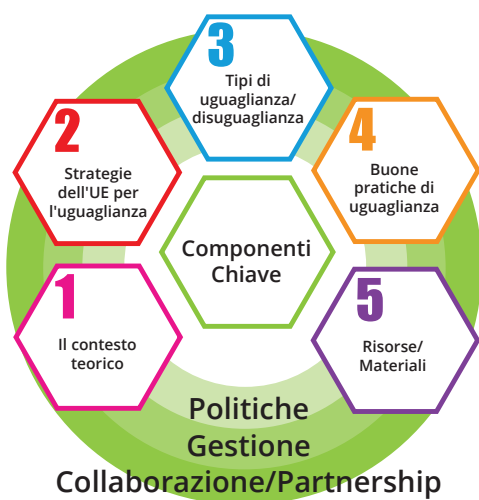 3
Tipi di
uguaglianza/
disuguaglianza
2
Strategie
dell'UE per
l'uguaglianza
4
Buone
pratiche di
uguaglianza
Componenti
Chiave
1
Il contesto
teorico
5
Risorse/
Materiali
Politiche
Gestione
Collaborazione/Partnership